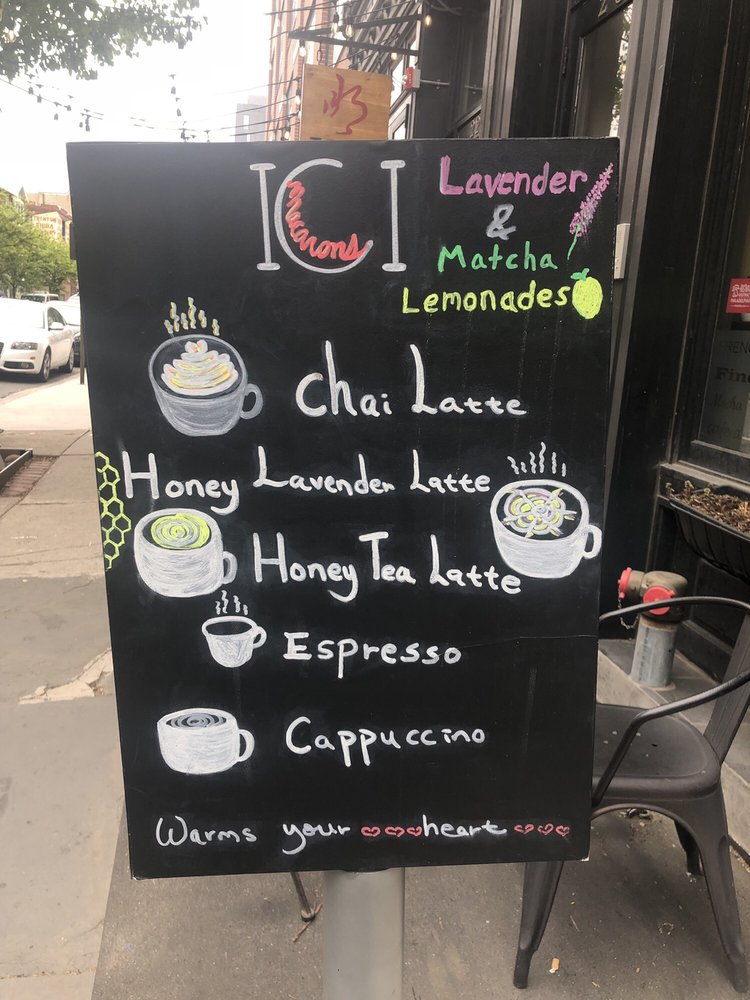 ICI
macarons
Lavender
&
Matcha
Lemonades
Chai Latte
Honey Lavender Latte
Honey Tea Latte
Espresso
Cappuccino
Warms your heart